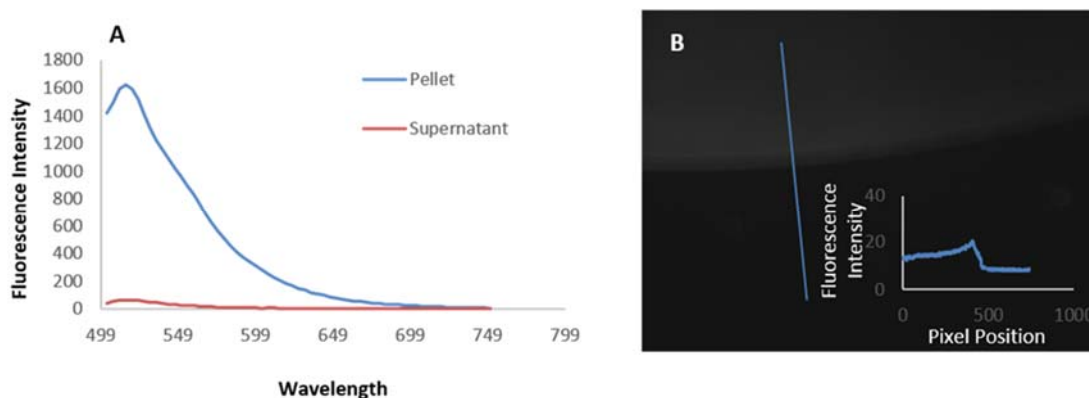 A
1800
1600
1400
1200
1000
800
600
400
200
0
Fluorescence Intensity
499 549 599 649 699 749 799
Wavelength
Pellet
Supernatant
B
Fluorescence
Intensity
40
20
0
0 500 1000
Pixel Position